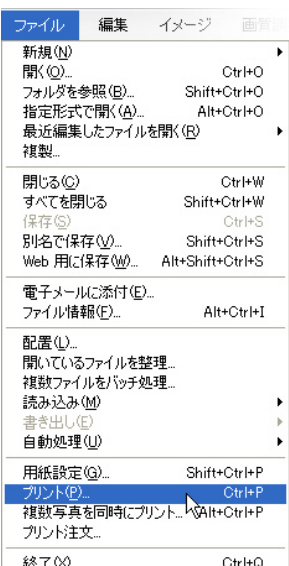 ファイル 編集 イメージ
新規(N)
開く(O)... Ctrl+O
フォルダを参照(B)... Shift+Ctrl+O
指定形式で開く(A)... Alt+Ctrl+O
最近編集したファイルを開く(R)
複製...
閉じる(C) Ctrl+W
すべてを閉じる Shift+Ctrl+W
保存(S) Ctrl+S
別名で保存(V)... Shift+Ctrl+S
Web 用に保存(W)... Alt+Shift+Ctrl+S
電子メールに添付(E)...
ファイル情報(F)... Alt+Ctrl+I
配置(L)...
開いているファイルを整理...
複数ファイルをバッチ処理...
読み込み(M)
書き出し(E)
自動処理(U)
用紙設定(G)... Shift+Ctrl+P
プリント(P)... Ctrl+P
複数写真を同時にプリント... Alt+Ctrl+P
プリント注文...
終了(X) Ctrl+Q